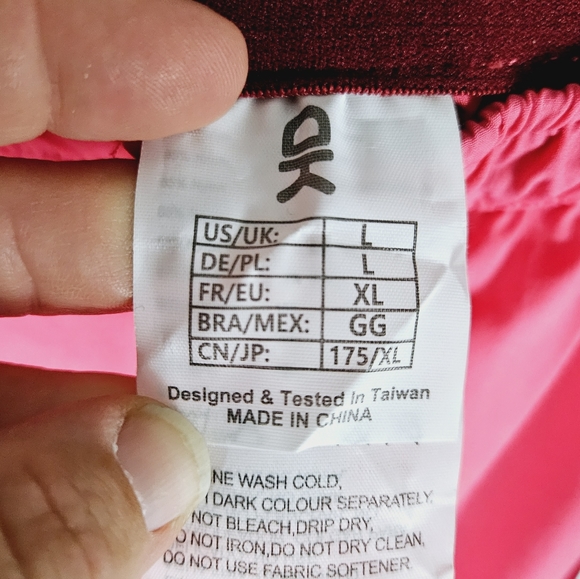 US/UK: L
DE/PL: L
FR/EU: XL
BRA/MEX: GG
CN/JP: 175/XL
Designed & Tested In Taiwan
MADE IN CHINA
NE WASH COLD,
DARK COLOUR SEPARATELY.
NOT BLEACH,DRIP DRY,
O NOT IRON,DO NOT DRY CLEAN,
DO NOT USE FABRIC SOFTENER.